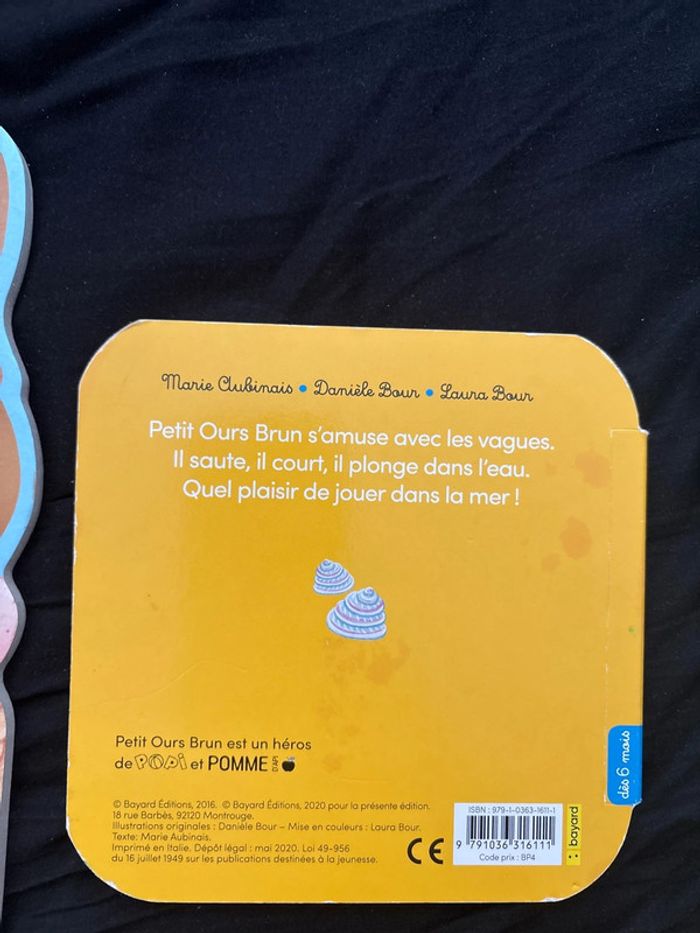 Marie Aubinais • Danièle Bour • Laura Bour
Petit Ours Brun s'amuse avec les vagues.
Il saute, il court, il plonge dans l'eau.
Quel plaisir de jouer dans la mer !
Petit Ours Brun est un héros
de POPI et POMME D'API
dès 6 mois
© Bayard Éditions, 2016. © Bayard Éditions, 2020 pour la présente édition.
18 rue Barbès, 92120 Montrouge.
Illustrations originales : Danièle Bour – Mise en couleurs : Laura Bour.
Texte: Marie Aubinais.
Imprimé en Italie. Dépôt légal : mai 2020. Loi 49-956
du 16 juillet 1949 sur les publications destinées à la jeunesse.
CE
ISBN : 979-1-0363-1611-1
9 791036 316111
Code prix : BP4
bayard